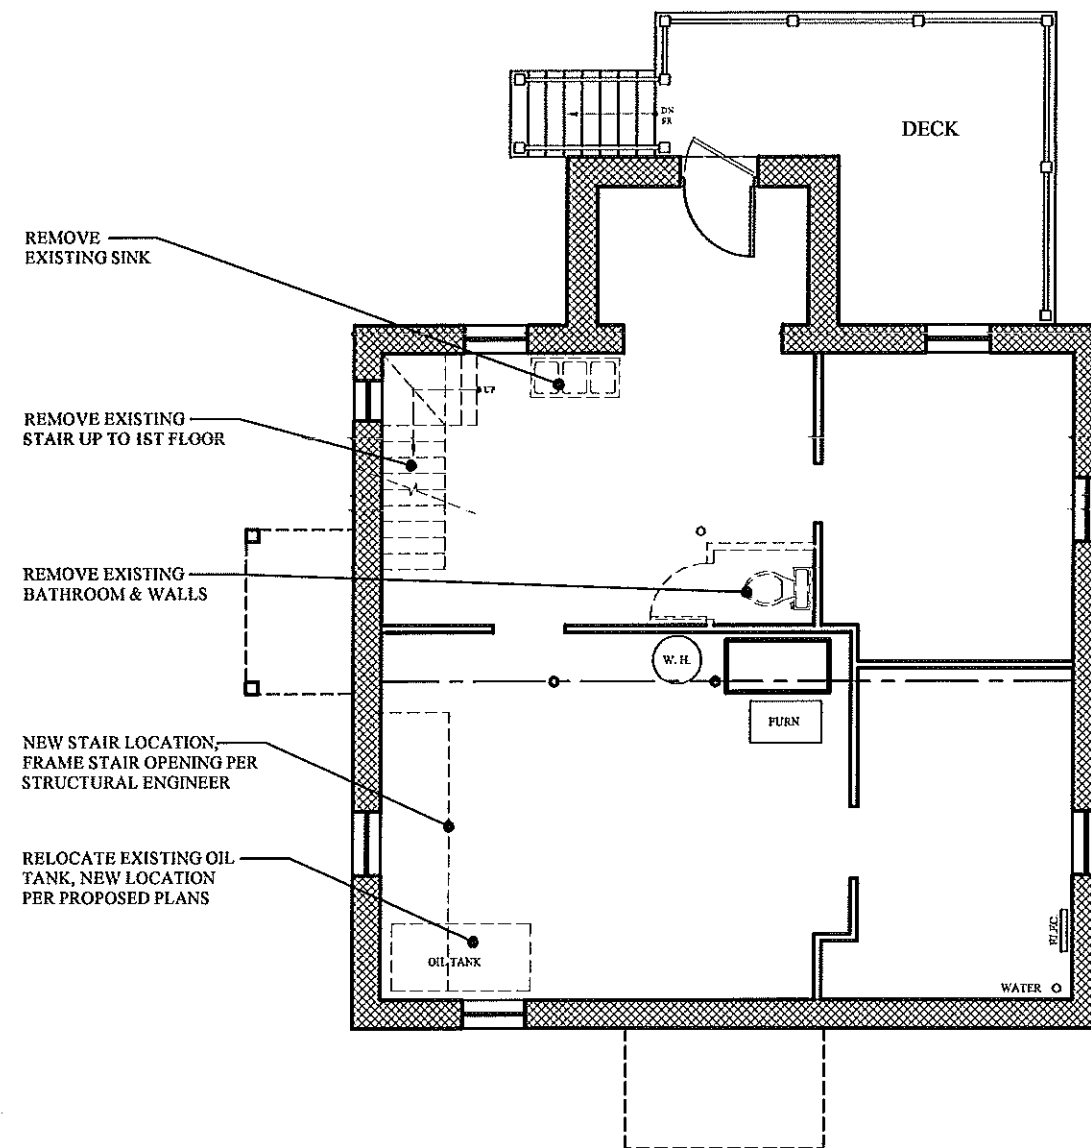 DECK
DN
REMOVE
EXISTING SINK
UP
REMOVE EXISTING
STAIR UP TO 1ST FLOOR
REMOVE EXISTING
BATHROOM & WALLS
W. H.
FURN
NEW STAIR LOCATION,
FRAME STAIR OPENING PER
STRUCTURAL ENGINEER
RELOCATE EXISTING OIL
TANK, NEW LOCATION
PER PROPOSED PLANS
OIL TANK
ELEC.
WATER